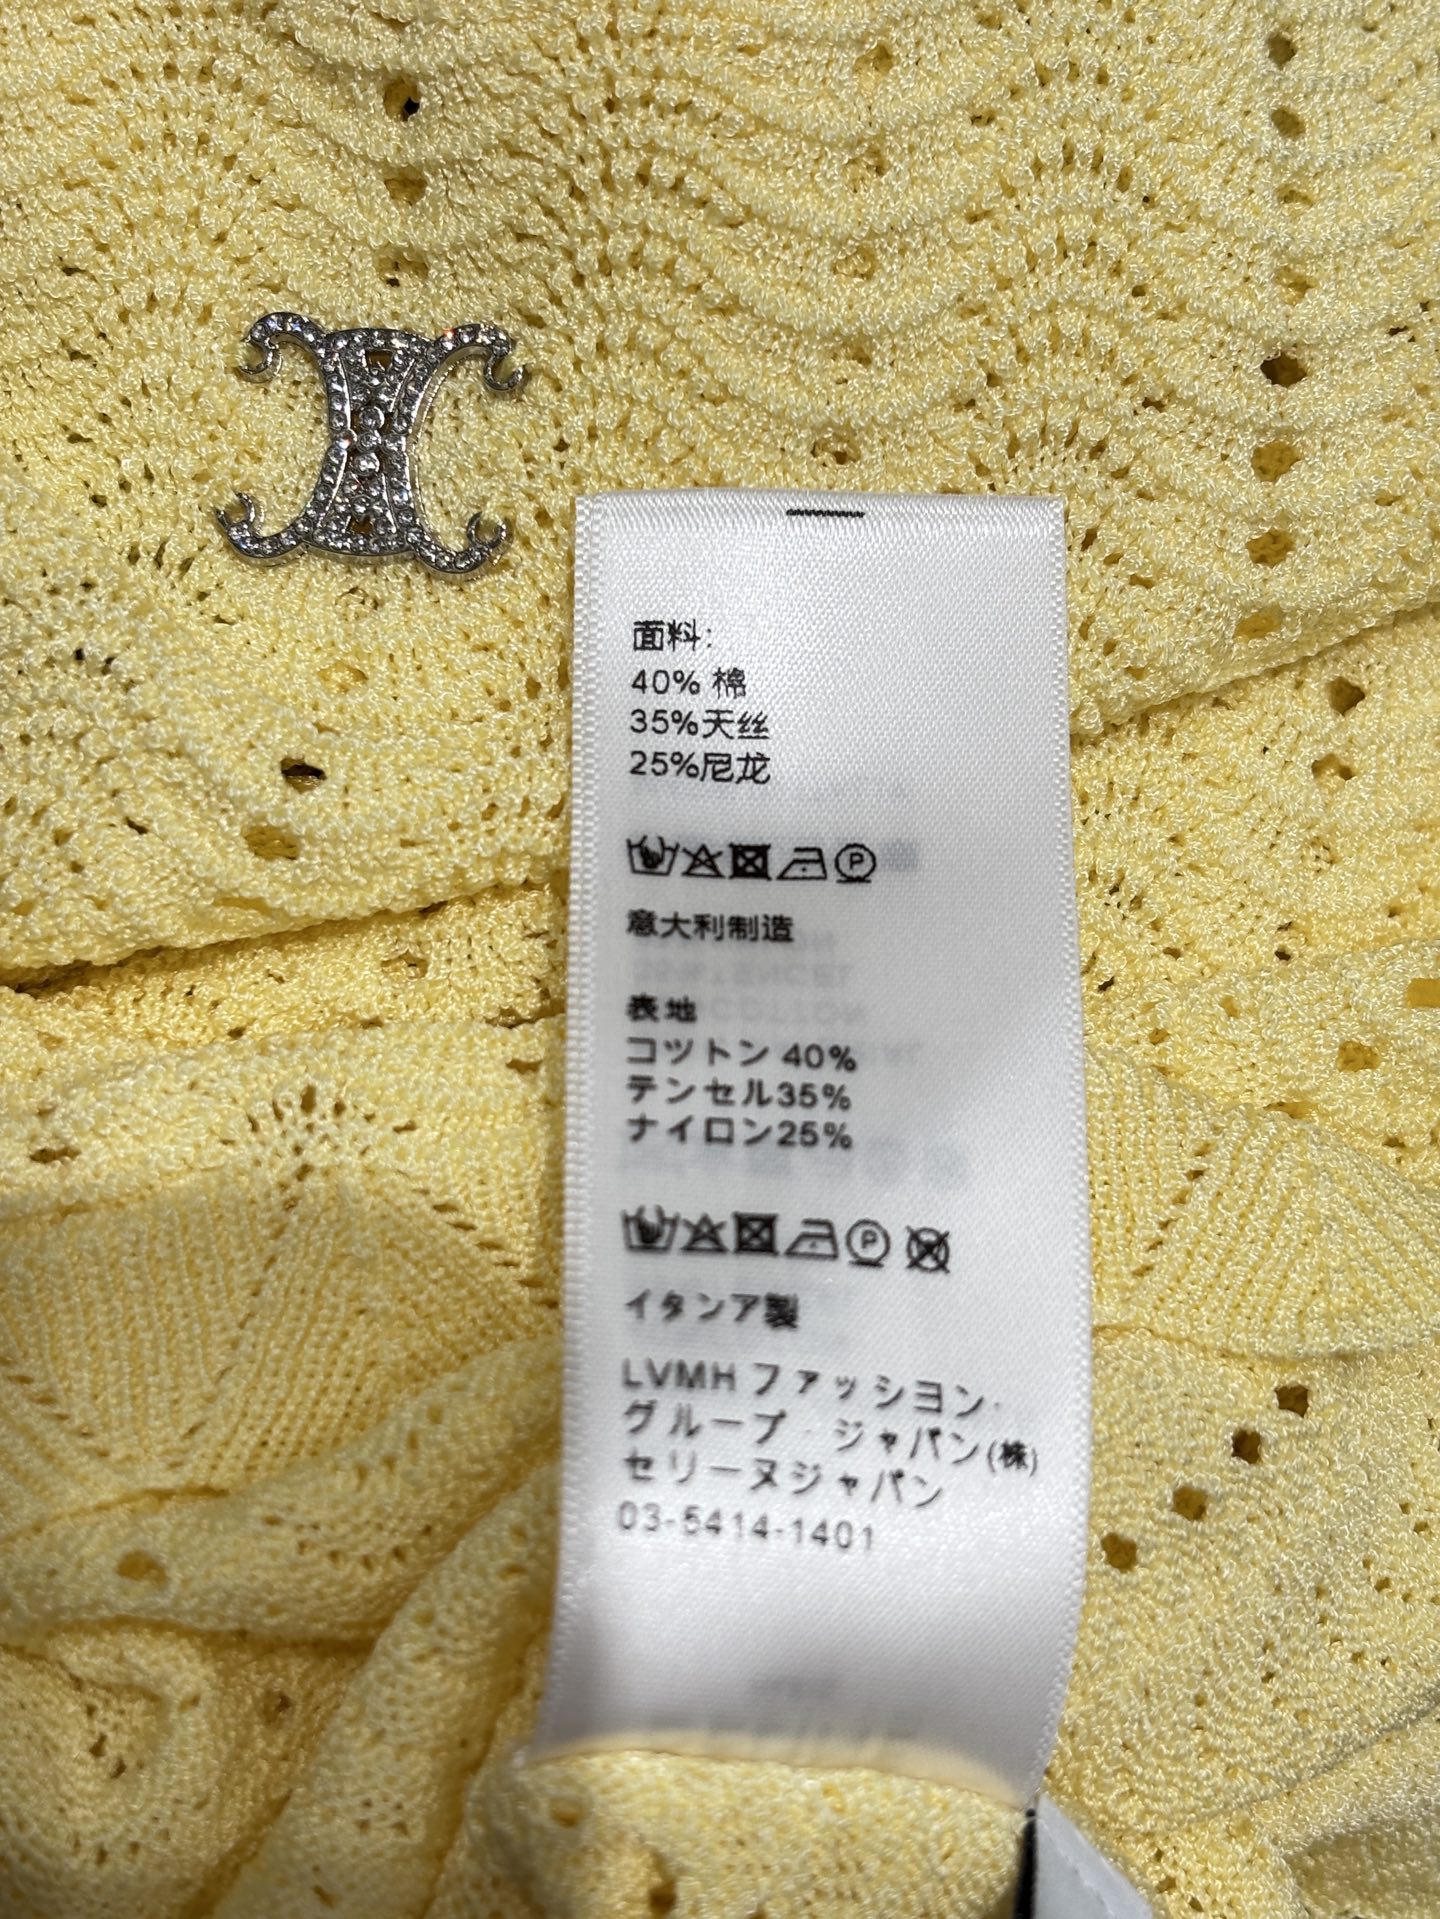 面料:
40% 棉
35%天丝
25%尼龙
P
意大利制造
表地
コツトン 40%
テンセル35%
ナイロン25%
P
イタンア製
LVMH ファッシヨン·
グループ·ジャパン(株)
セリーヌジャパン
03-5414-1401